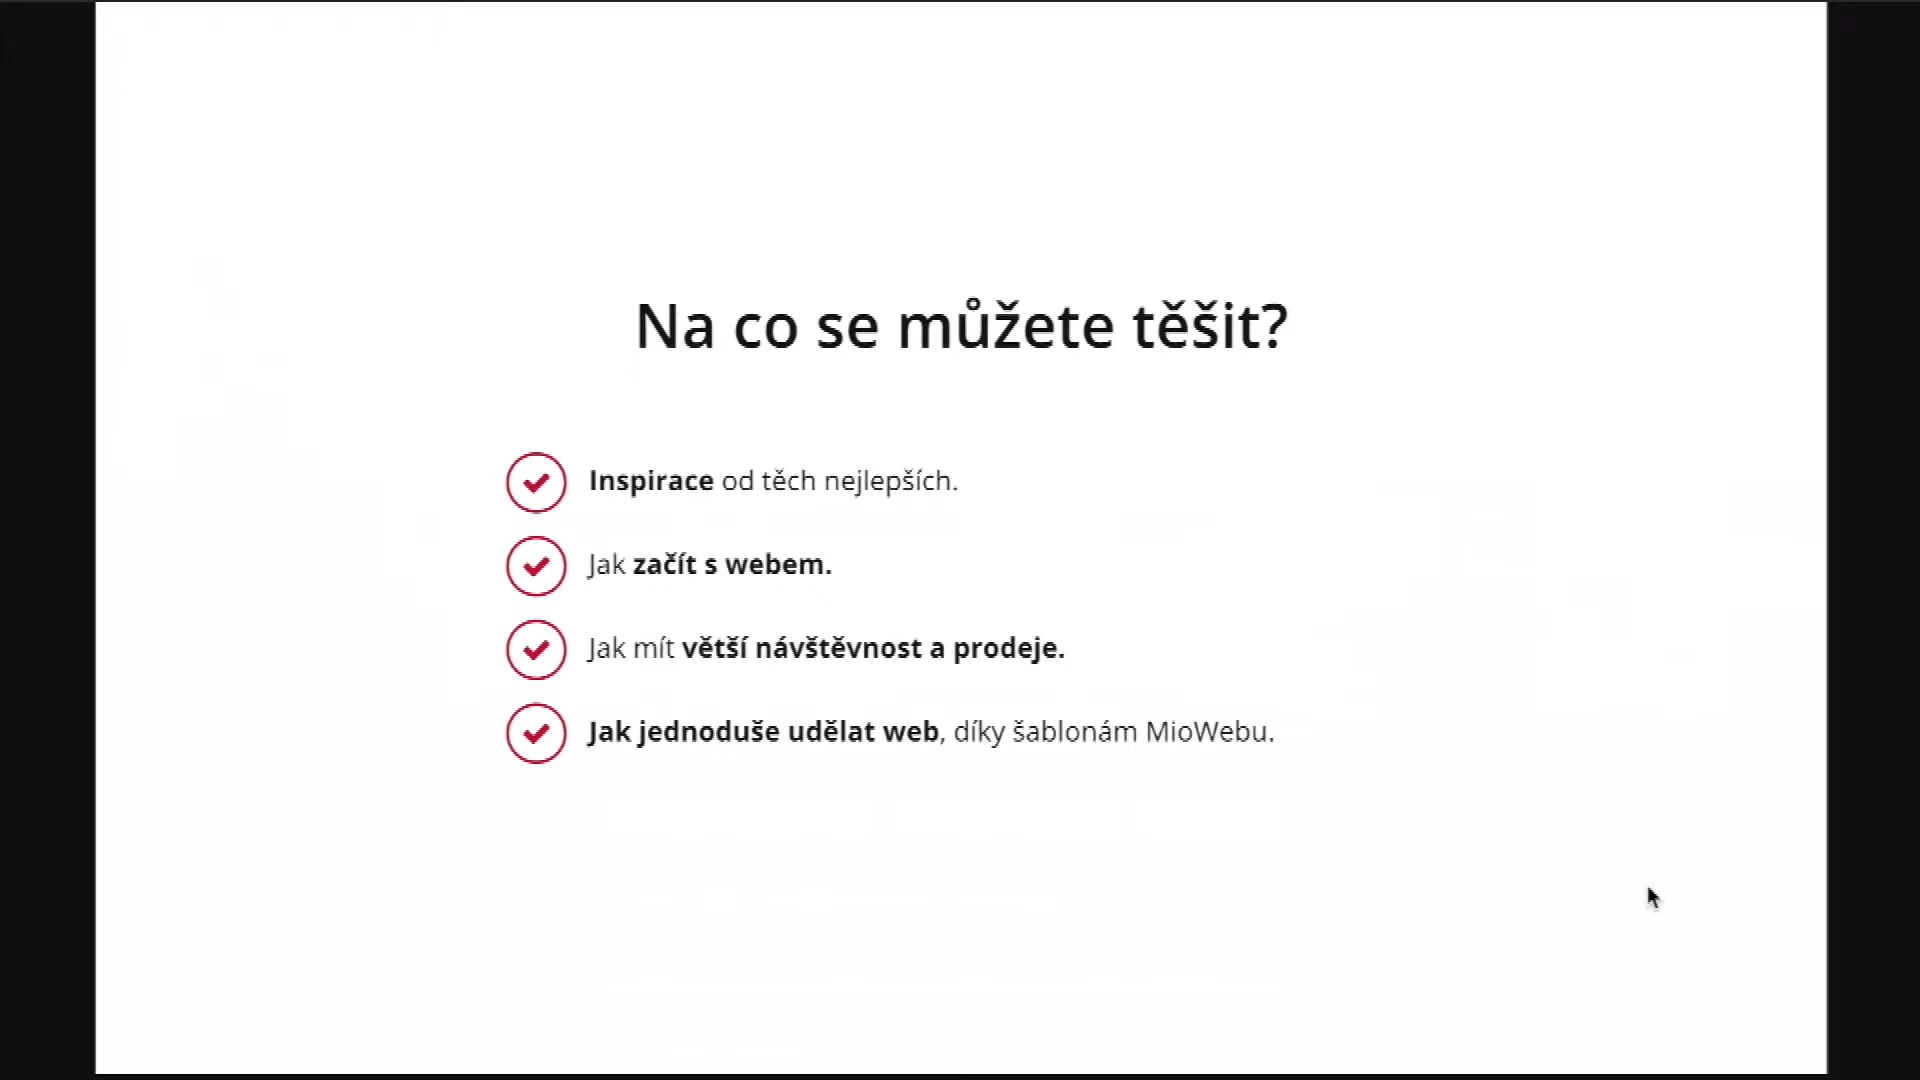 Na co se můžete těšit?
Inspirace od těch nejlepších.
Jak začít s webem.
Jak mít větší návštěvnost a prodeje.
Jak jednoduše udělat web, díky šablonám MioWebu.